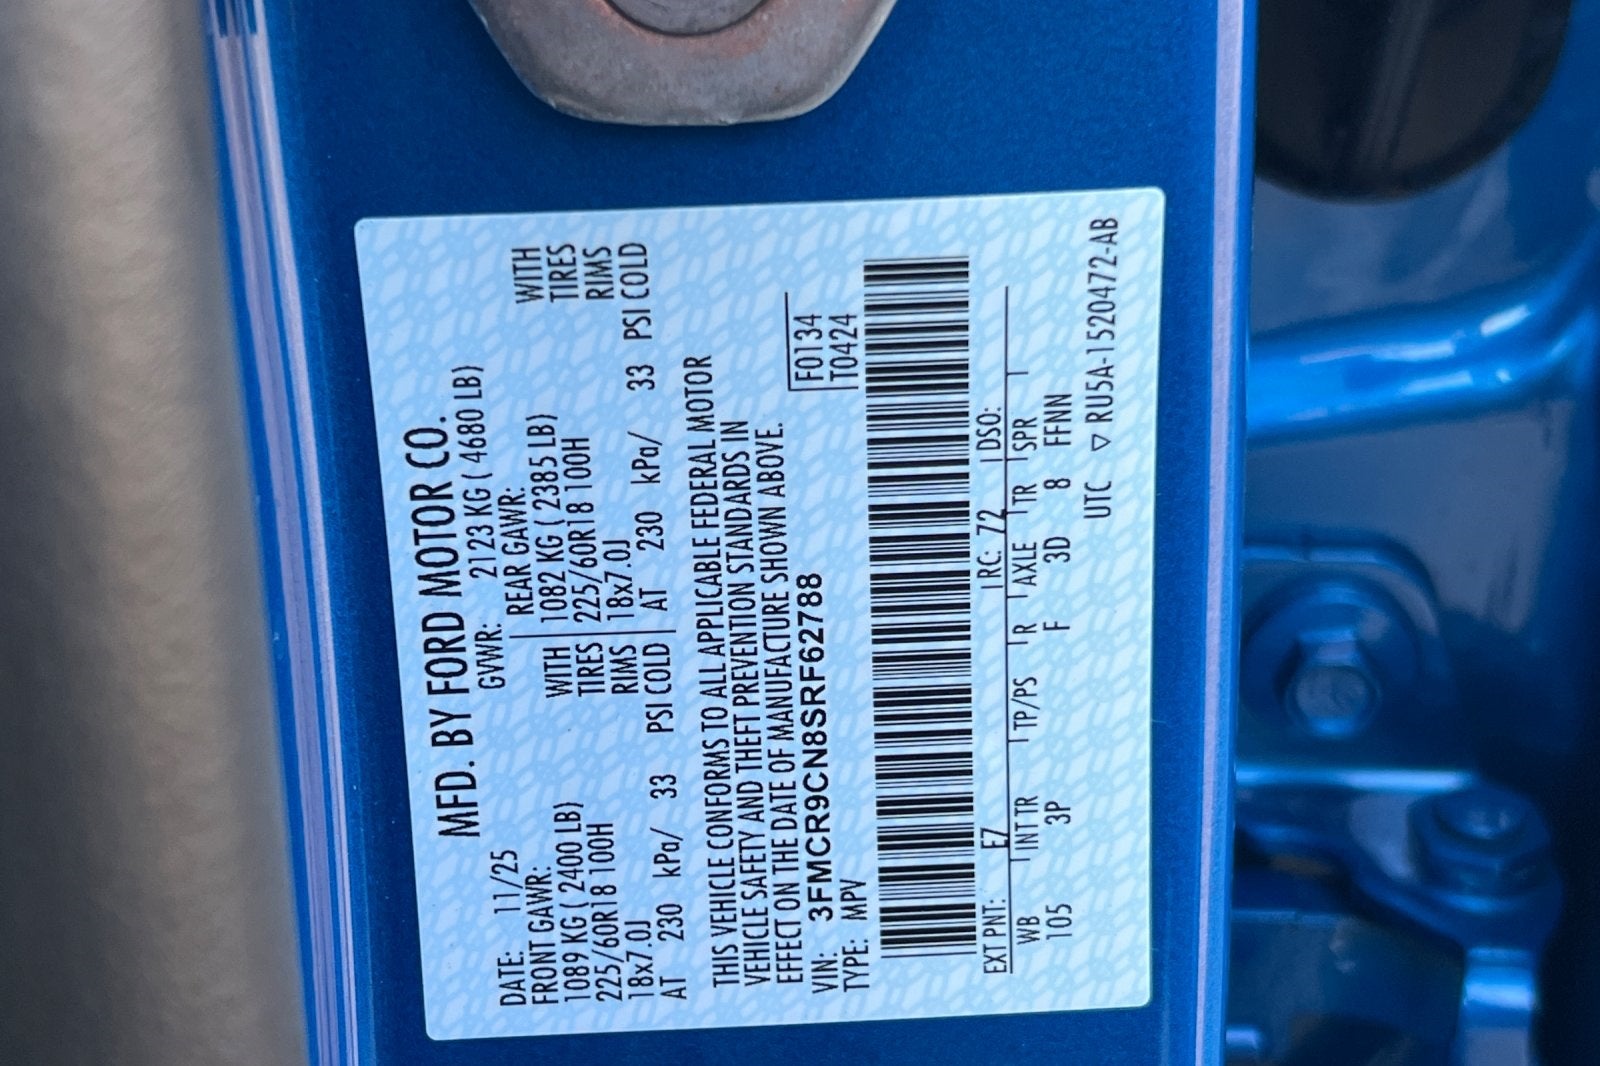 MFD. BY FORD MOTOR CO.
DATE: 11/25 GVWR: 2123 KG ( 4680 LB)
FRONT GAWR: REAR GAWR:
1089 KG ( 2400 LB) WITH 1082 KG ( 2385 LB) WITH
225/60R18 100H TIRES 225/60R18 100H TIRES
18x7.0J RIMS 18x7.0J RIMS
AT 230 kPa/ 33 PSI COLD AT 230 kPa/ 33 PSI COLD
THIS VEHICLE CONFORMS TO ALL APPLICABLE FEDERAL MOTOR
VEHICLE SAFETY AND THEFT PREVENTION STANDARDS IN
EFFECT ON THE DATE OF MANUFACTURE SHOWN ABOVE.
VIN: 3FMCR9CN8SRF62788 F0134
TYPE: MPV T0424
EXT PNT: E7 RC: 72 DSO:
WB INT TR TP/PS R AXLE TR SPR
105 3P F 3D 8 FFNN
UTC ▽ RU5A-1520472-AB